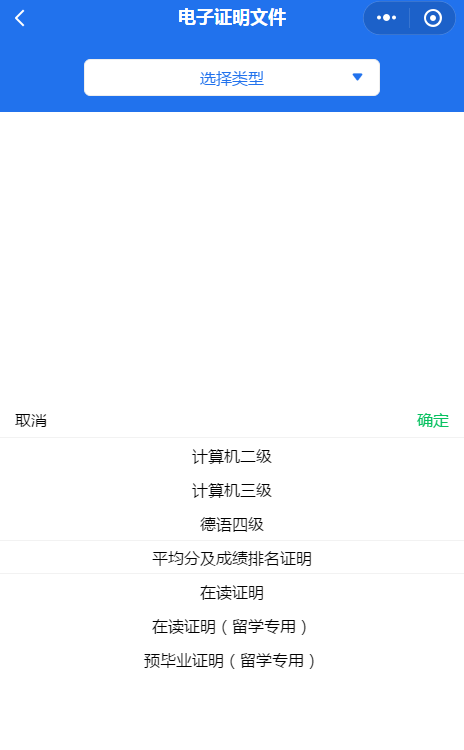 电子证明文件
选择类型
取消
确定
计算机二级
计算机三级
德语四级
平均分及成绩排名证明
在读证明
在读证明（留学专用）
预毕业证明（留学专用）